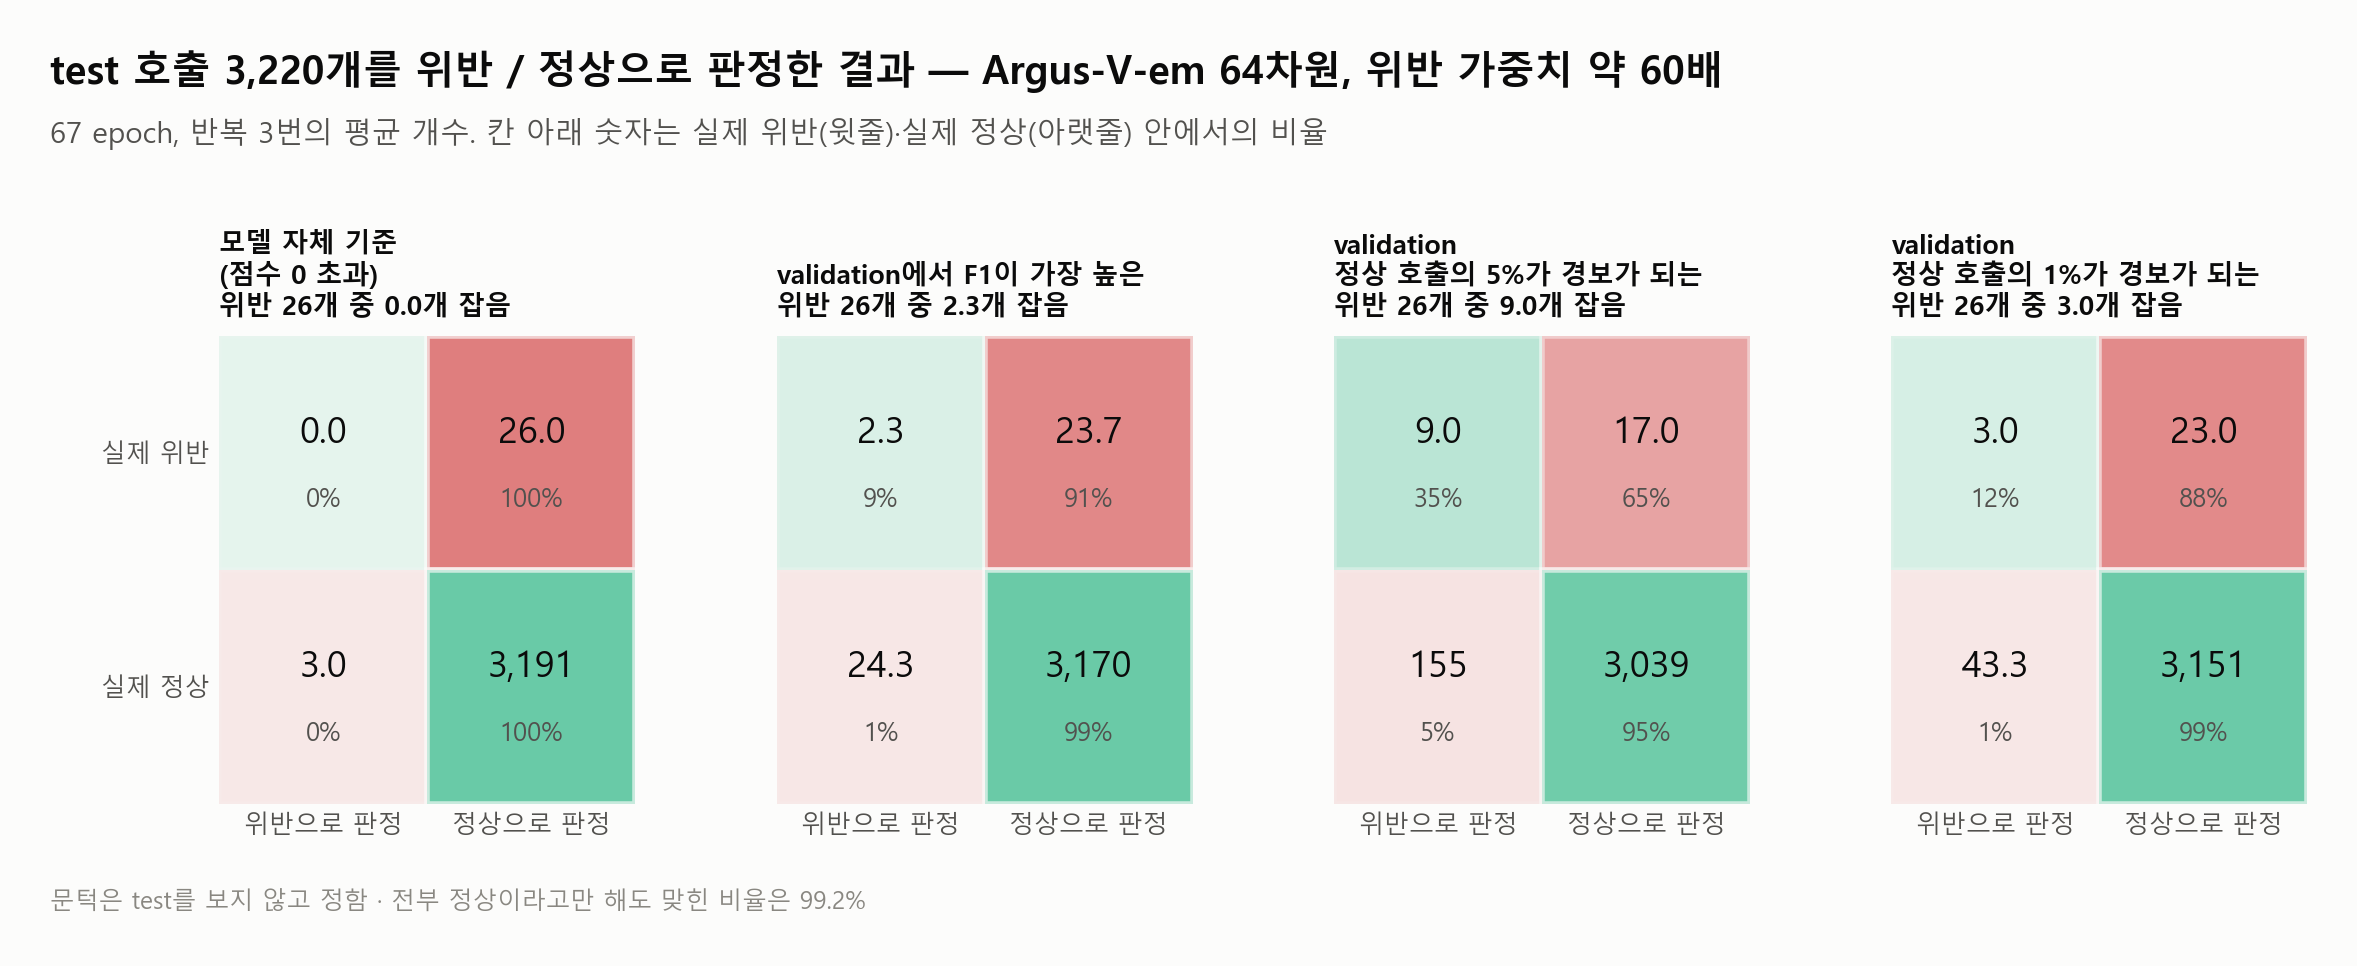 test 호출 3,220개를 위반 / 정상으로 판정한 결과 — Argus-V-em 64차원, 위반 가중치 약 60배
67 epoch, 반복 3번의 평균 개수. 칸 아래 숫자는 실제 위반(윗줄)·실제 정상(아랫줄) 안에서의 비율
모델 자체 기준
(점수 0 초과)
위반 26개 중 0.0개 잡음
실제 위반
0.0
26.0
0%
100%
실제 정상
3.0
3,191
0%
100%
위반으로 판정
정상으로 판정
validation에서 F1이 가장 높은
위반 26개 중 2.3개 잡음
2.3
23.7
9%
91%
24.3
3,170
1%
99%
위반으로 판정
정상으로 판정
validation
정상 호출의 5%가 경보가 되는
위반 26개 중 9.0개 잡음
9.0
17.0
35%
65%
155
3,039
5%
95%
위반으로 판정
정상으로 판정
validation
정상 호출의 1%가 경보가 되는
위반 26개 중 3.0개 잡음
3.0
23.0
12%
88%
43.3
3,151
1%
99%
위반으로 판정
정상으로 판정
문턱은 test를 보지 않고 정함 · 전부 정상이라고만 해도 맞힌 비율은 99.2%